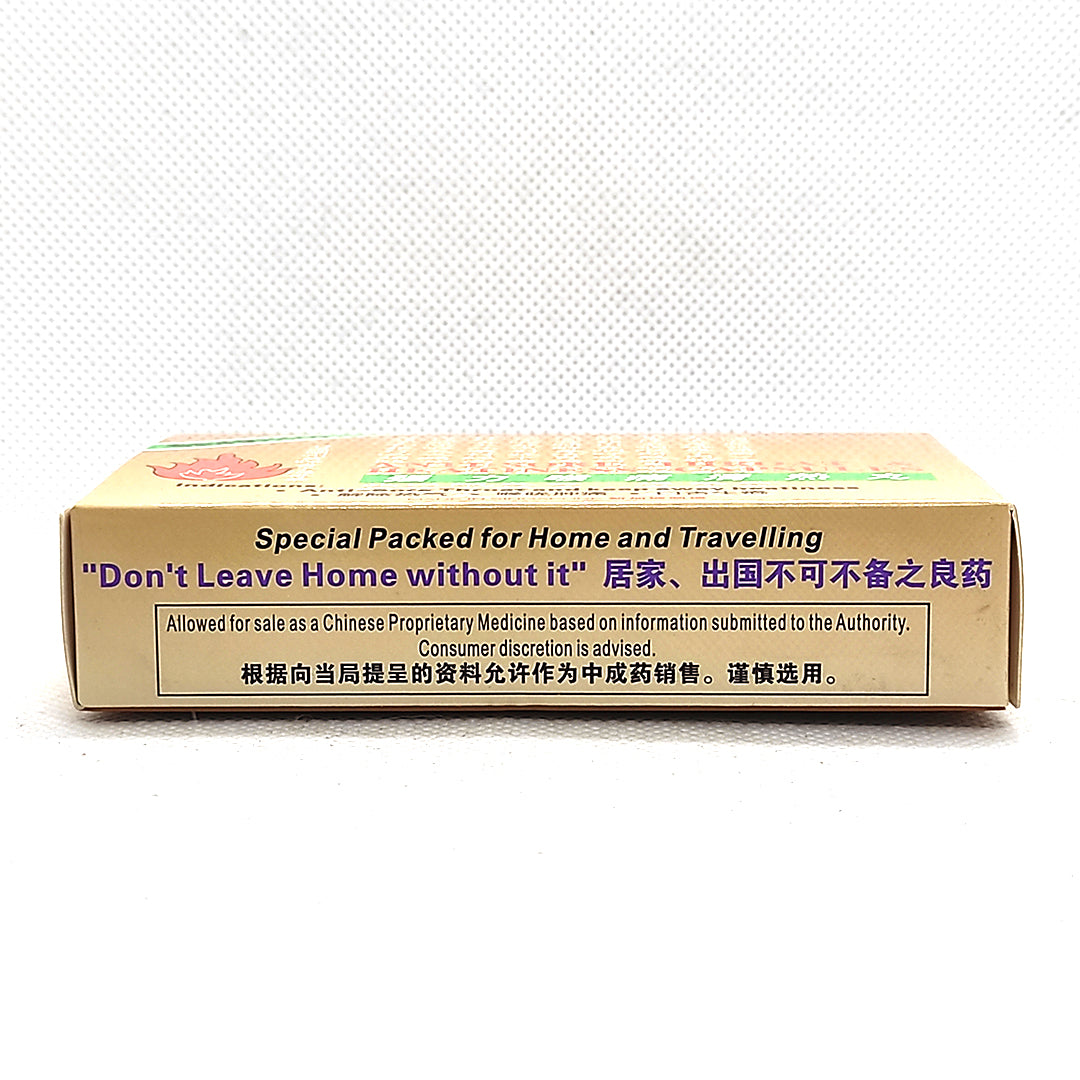 Indications:
Special Packed for Home and Travelling
"Don't Leave Home without it" 居家、出国不可不备之良药
Allowed for sale as a Chinese Proprietary Medicine based on information submitted to the Authority.
Consumer discretion is advised.
根据向当局提呈的资料允许作为中成药销售。谨慎选用。